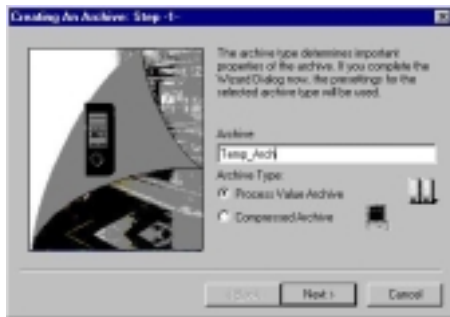 Creating An Archive: Step -1-
The archive type determines important
properties of the archive. If you complete the
Wizard Dialog now, the presettings for the
selected archive type will be used.
Archive
Temp_Arch
Archive Type:
Process Value Archive
Compressed Archive
< Back
Next >
Cancel